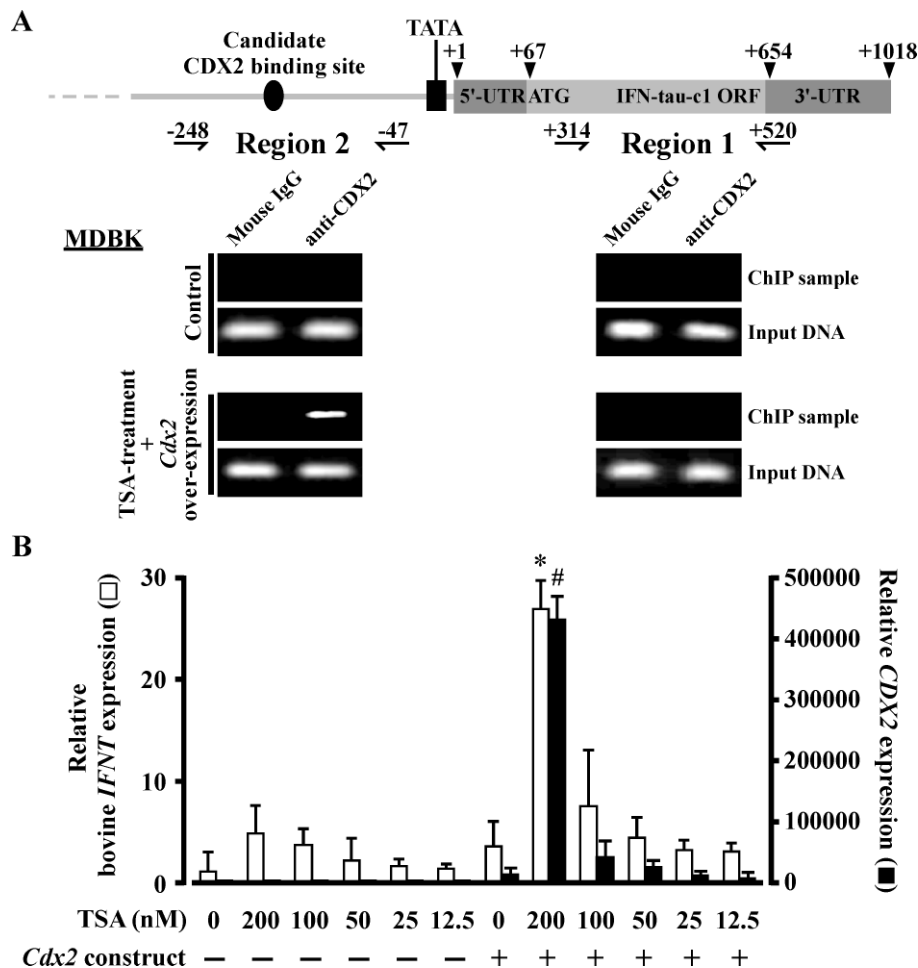 A
Candidate
CDX2 binding site
TATA
+1 +67 +654 +1018
5'-UTR ATG IFN-tau-c1 ORF 3'-UTR
-248 Region 2 -47 +314 Region 1 +520
Mouse IgG anti-CDX2 Mouse IgG anti-CDX2
MDBK
Control
ChIP sample
Input DNA
TSA-treatment
+
Cdx2
over-expression
ChIP sample
Input DNA
B
Relative
bovine IFNT expression (□)
30
20
10
0
* #
500000
400000
300000
200000
100000
0
Relative CDX2 expression (■)
TSA (nM) 0 200 100 50 25 12.5 0 200 100 50 25 12.5
Cdx2 construct − − − − − − + + + + + +